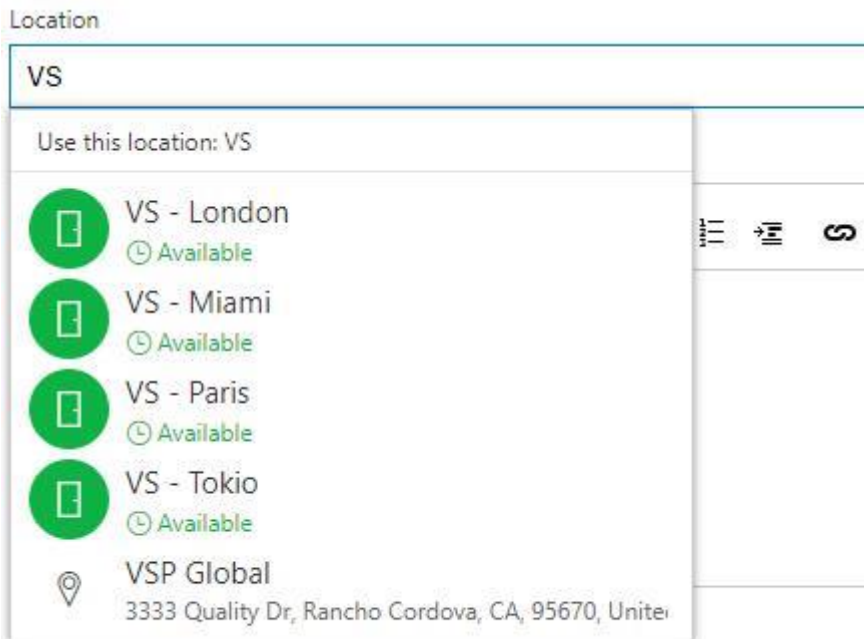 Location
VS
Use this location: VS
VS - London
Available
VS - Miami
Available
VS - Paris
Available
VS - Tokio
Available
VSP Global
3333 Quality Dr, Rancho Cordova, CA, 95670, Unite